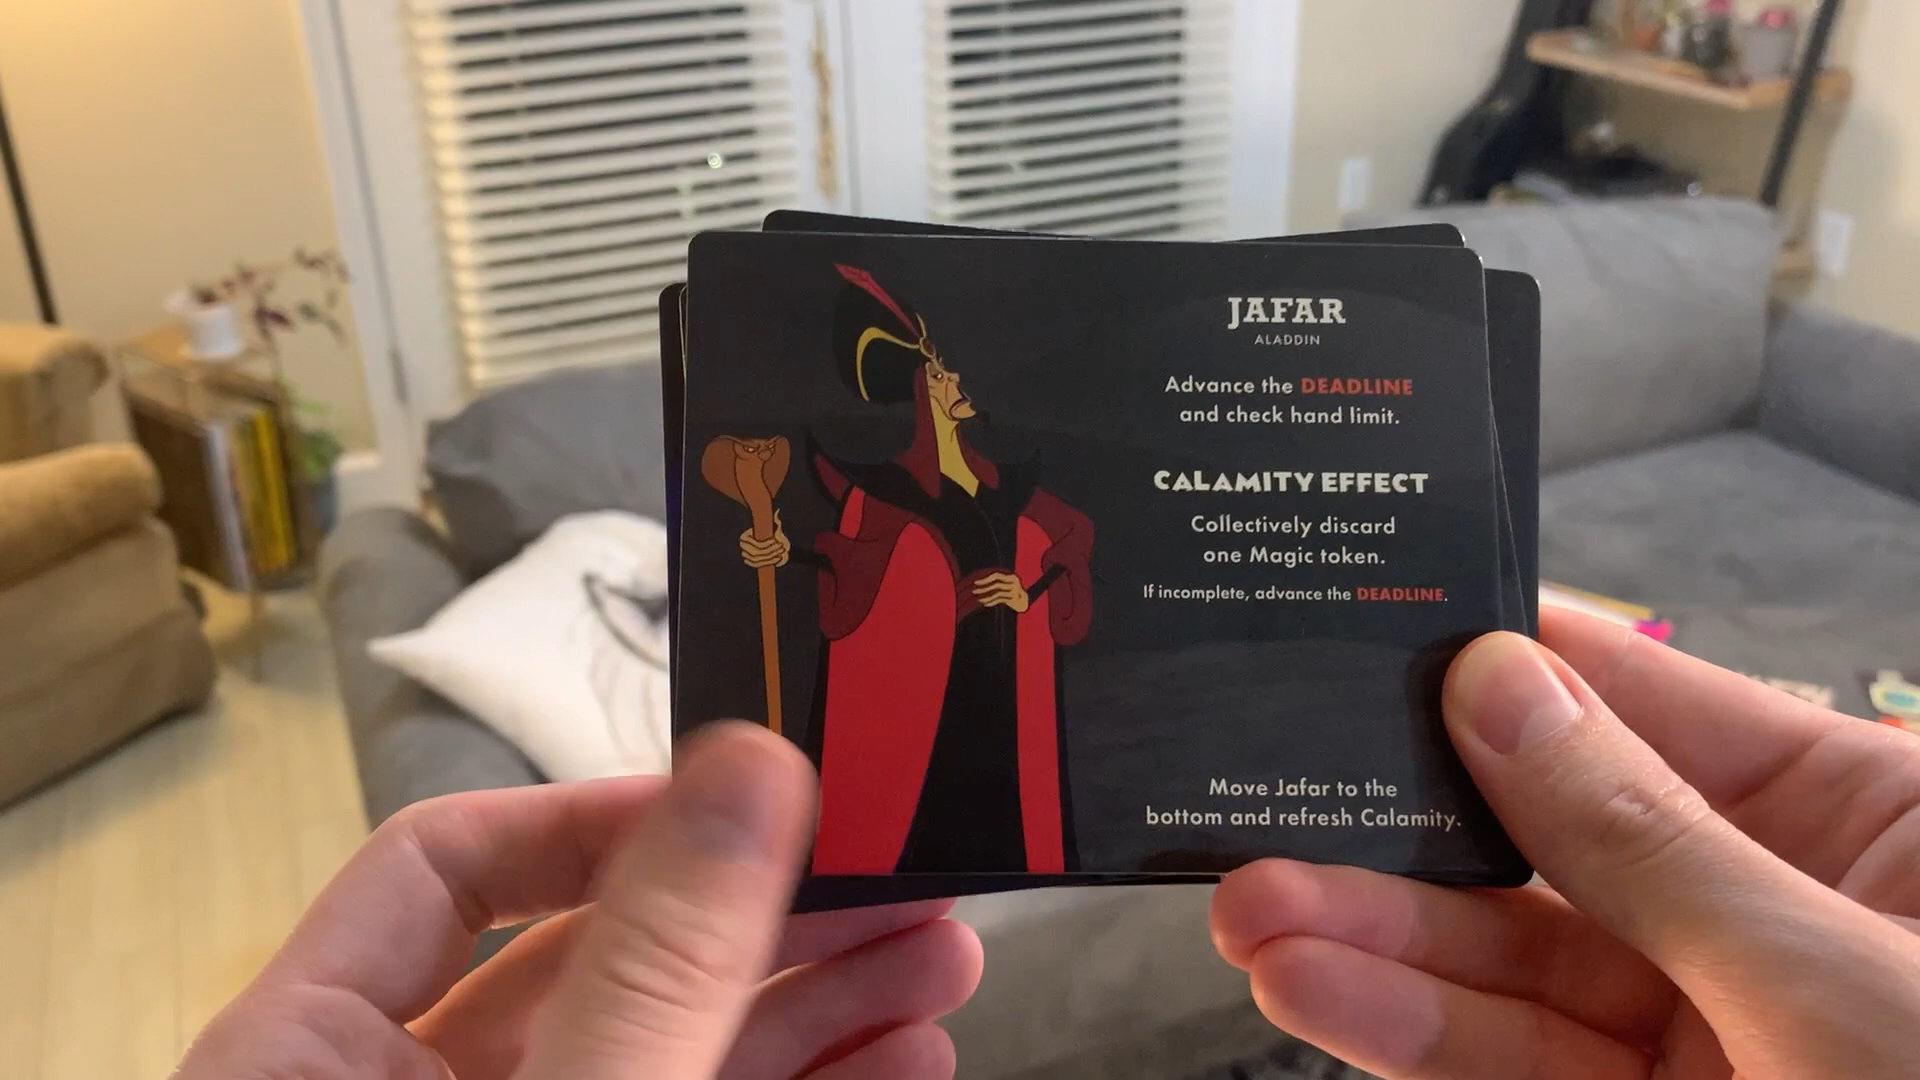 JAFAR
ALADDIN
Advance the DEADLINE
and check hand limit.
CALAMITY EFFECT
Collectively discard
one Magic token.
If incomplete, advance the DEADLINE.
Move Jafar to the
bottom and refresh Calamity.